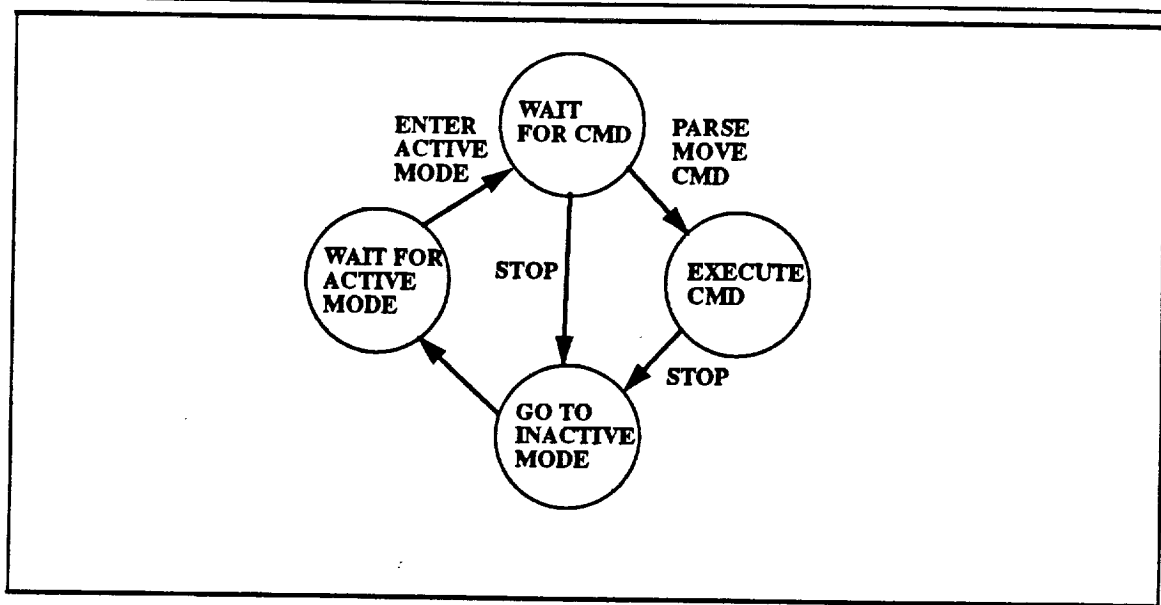 WAIT
FOR CMD
ENTER
ACTIVE
MODE
PARSE
MOVE
CMD
WAIT FOR
ACTIVE
MODE
STOP
EXECUTE
CMD
STOP
GO TO
INACTIVE
MODE